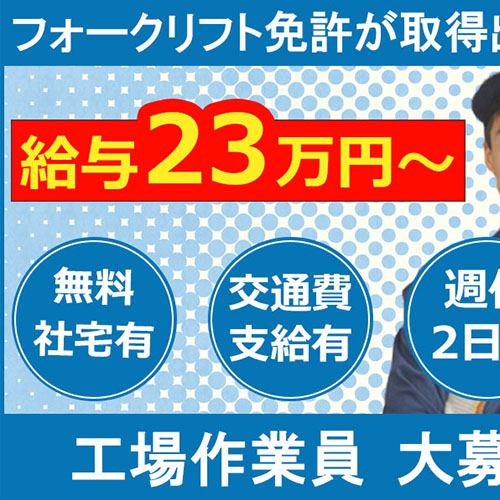 フォークリフト免許が取得出
給与23万円～
無料
社宅有
交通費
支給有
週
2日
工場作業員 大募